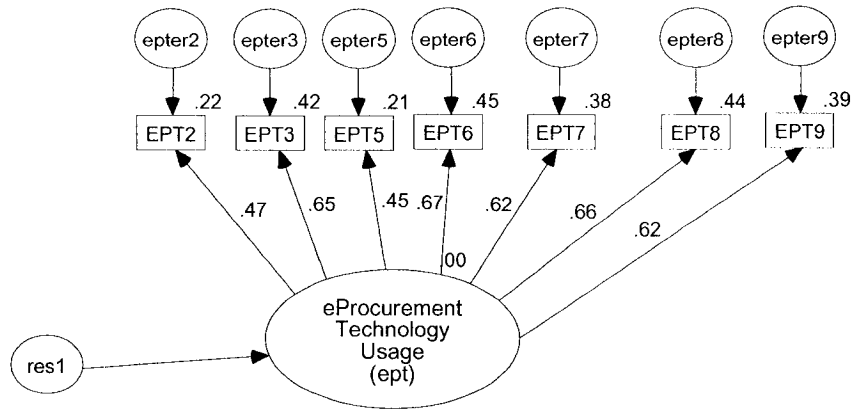 epter2 epter3 epter5 epter6 epter7 epter8 epter9
.22 .42 .21 .45 .38 .44 .39
EPT2 EPT3 EPT5 EPT6 EPT7 EPT8 EPT9
.47 .65 .45 .67 .62 .66 .62
.00
eProcurement
Technology
Usage
(ept)
res1